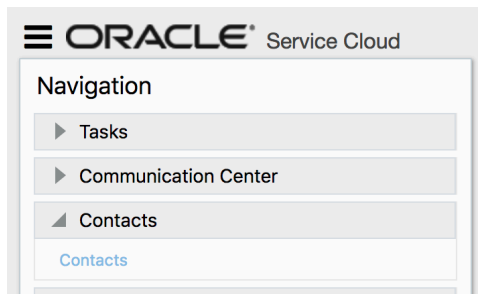 ORACLE® Service Cloud
Navigation
Tasks
Communication Center
Contacts
Contacts